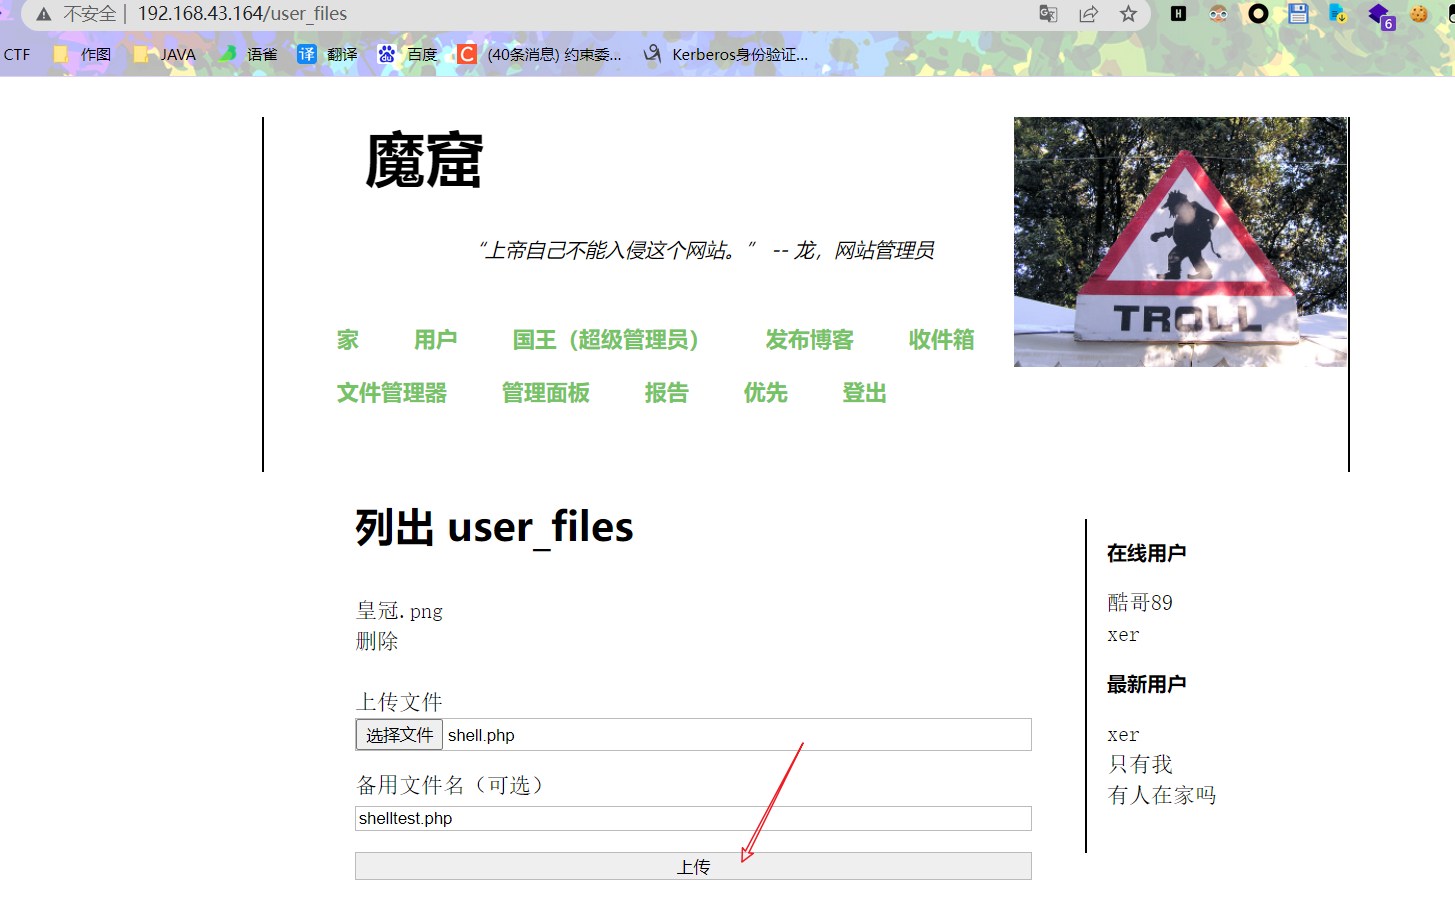 不安全 | 192.168.43.164/user_files
6
CTF 作图 JAVA 语雀 译 翻译 百度 C (40条消息) 约束委... Kerberos身份验证...
魔窟
“上帝自己不能入侵这个网站。” -- 龙，网站管理员
TROLL
家 用户 国王（超级管理员） 发布博客 收件箱
文件管理器 管理面板 报告 优先 登出
列出 user_files
皇冠.png
删除
上传文件
选择文件 shell.php
备用文件名（可选）
shelltest.php
上传
在线用户
酷哥89
xer
最新用户
xer
只有我
有人在家吗